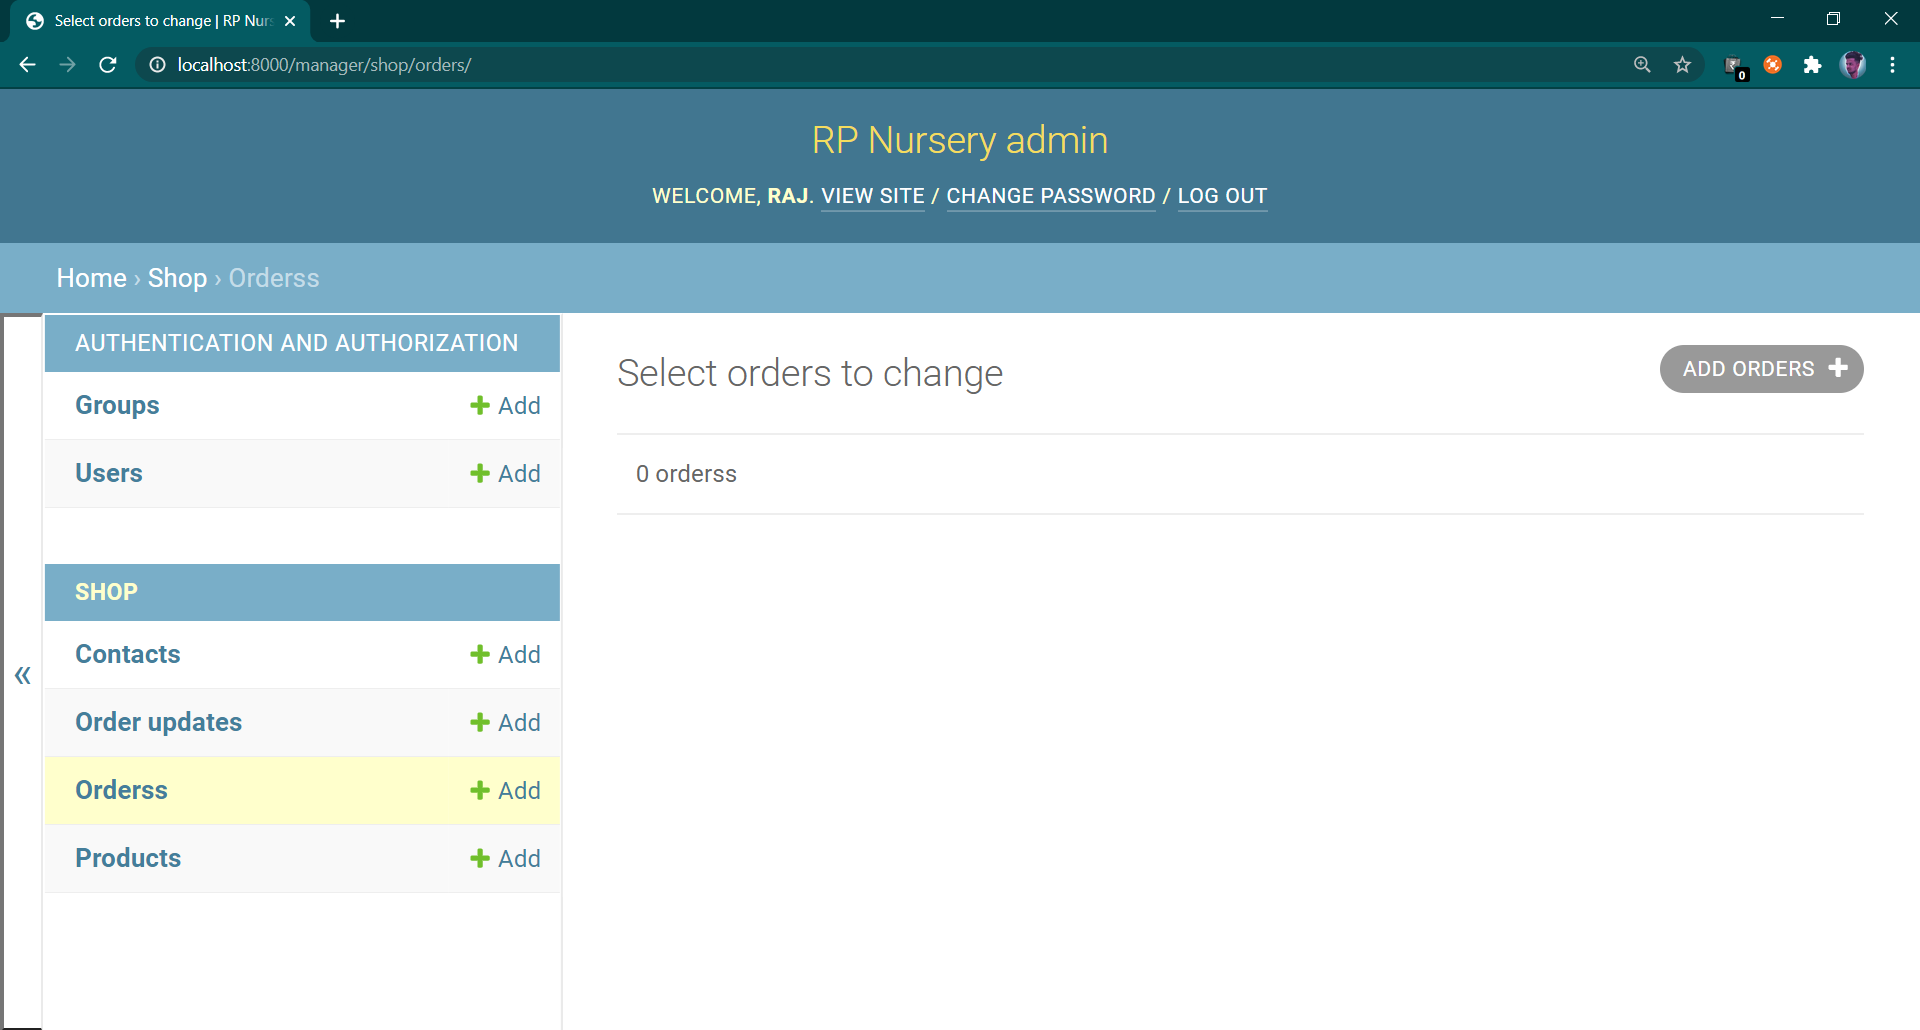 Select orders to change | RP Nurs
localhost:8000/manager/shop/orders/
0
RP Nursery admin
WELCOME, RAJ. VIEW SITE / CHANGE PASSWORD / LOG OUT
Home › Shop › Orderss
AUTHENTICATION AND AUTHORIZATION
Groups Add
Users Add
SHOP
Contacts Add
Order updates Add
Orderss Add
Products Add
«
Select orders to change
ADD ORDERS
0 orderss